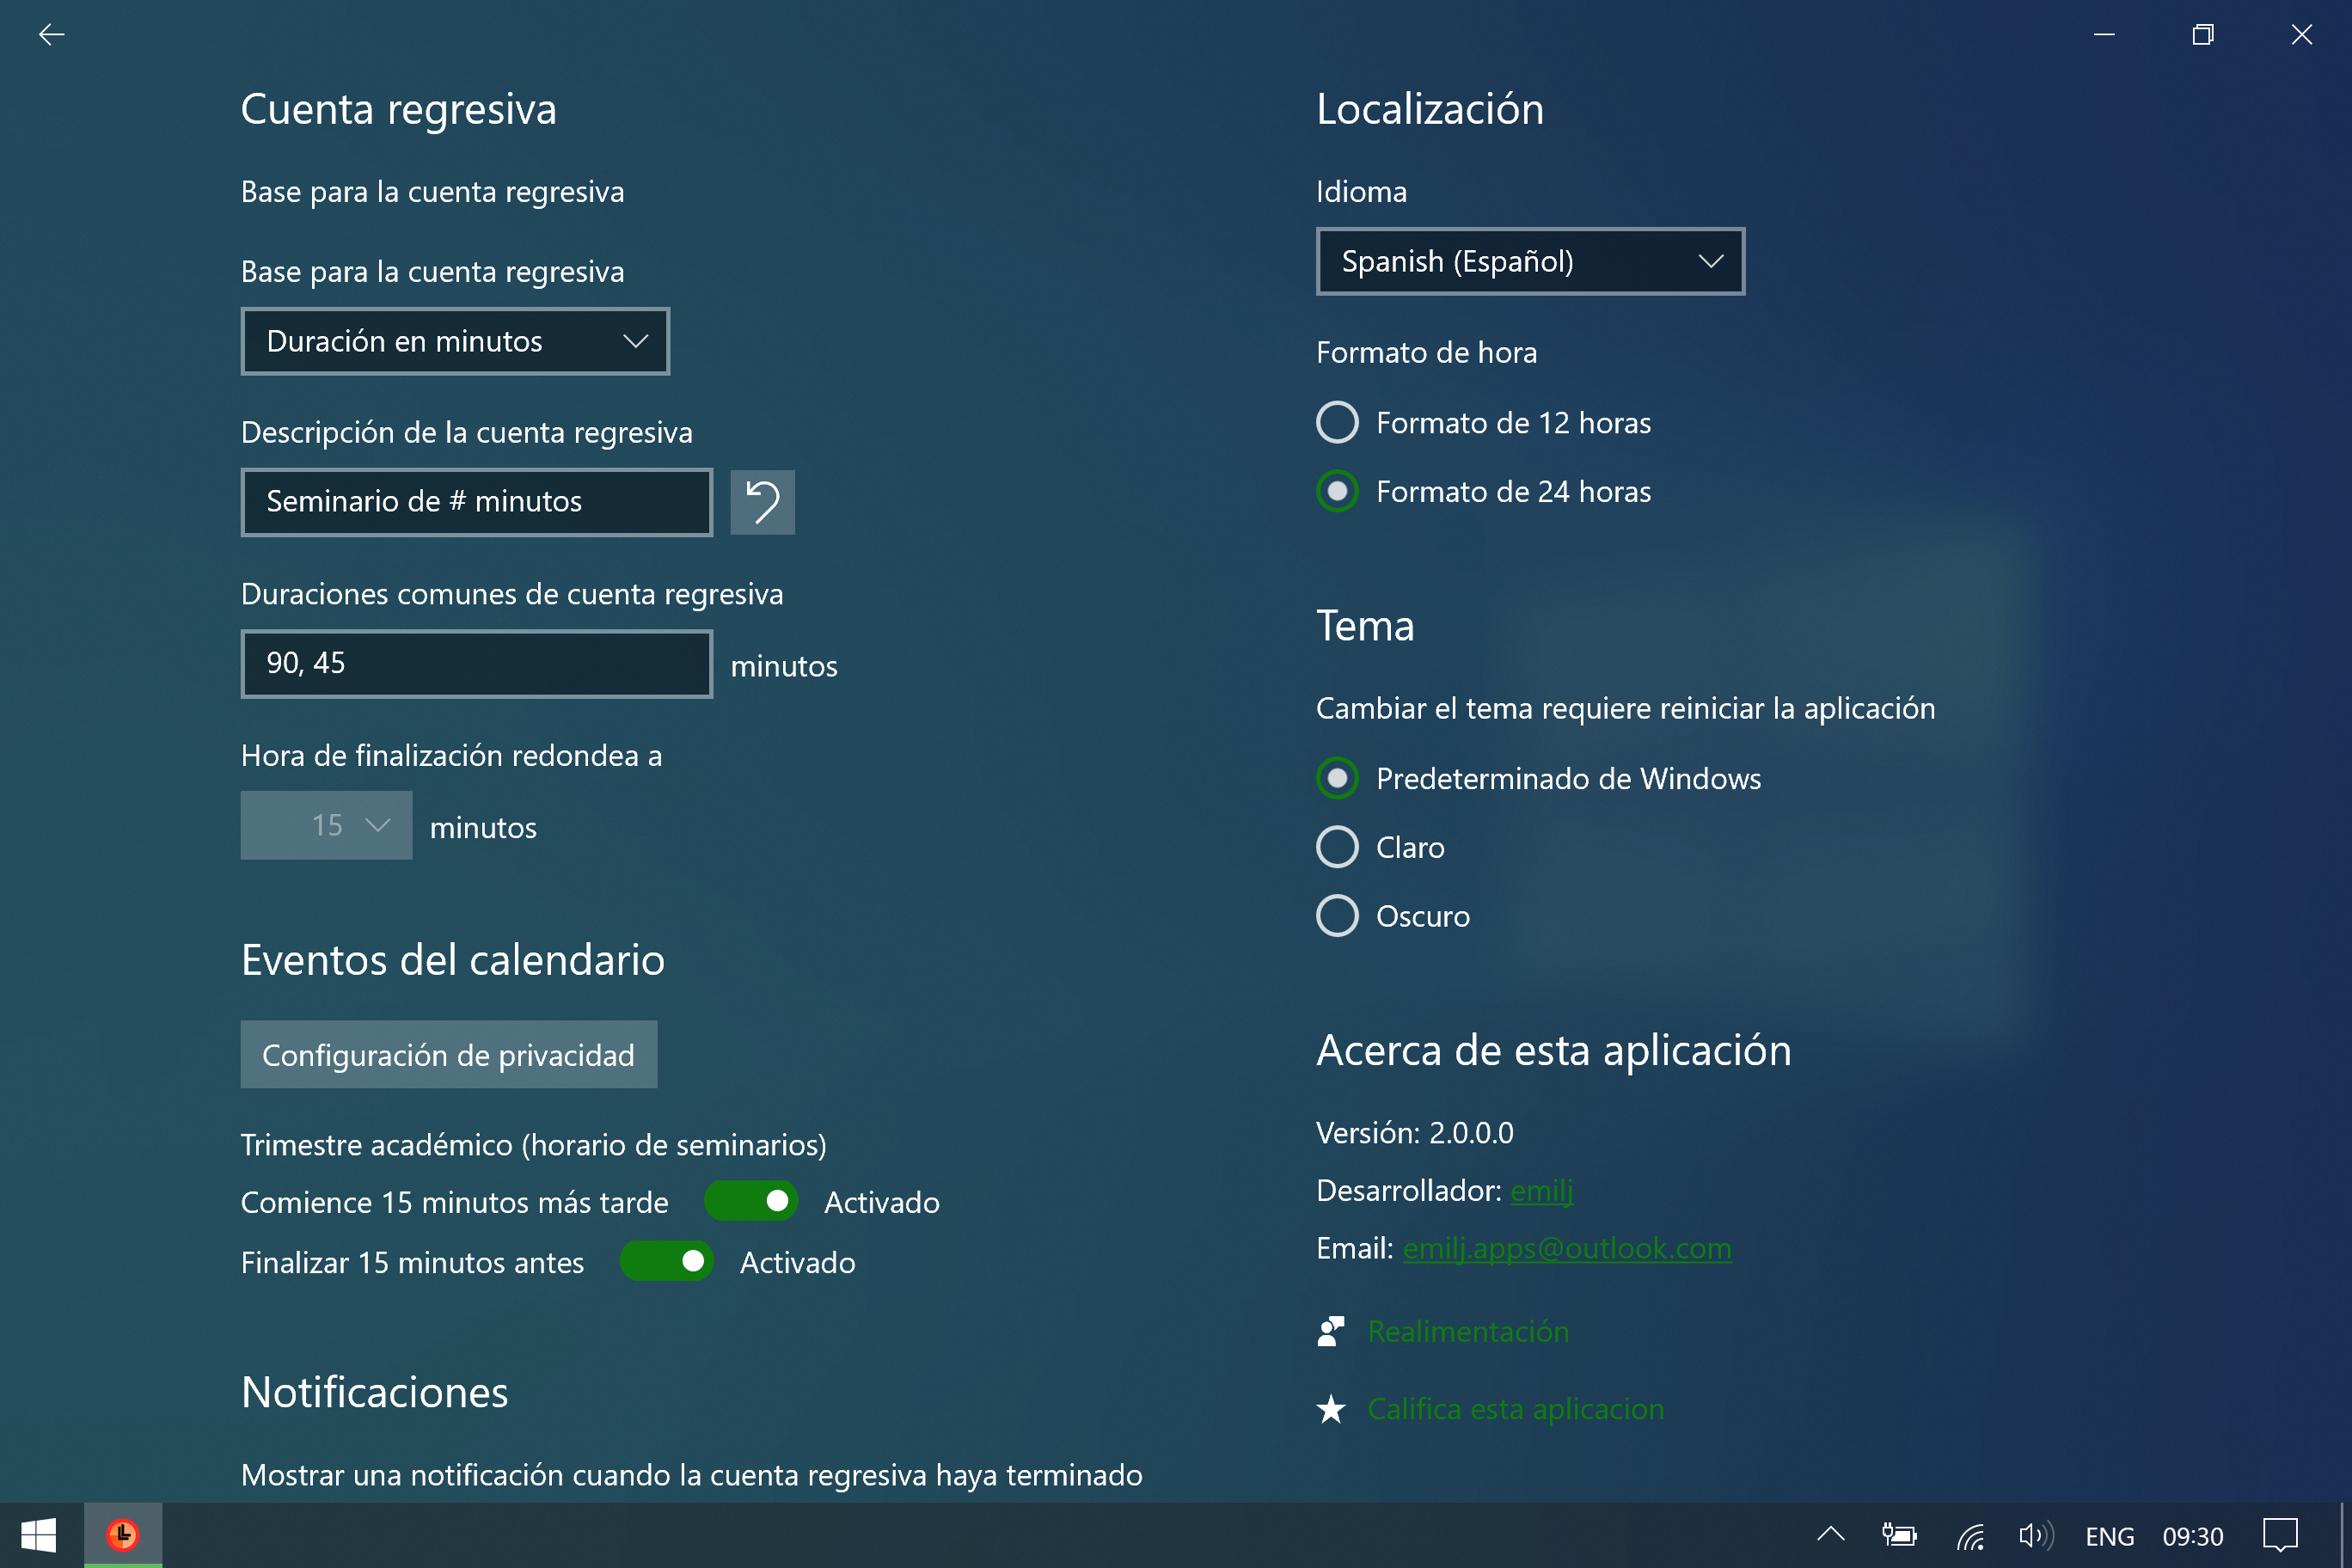 Cuenta regresiva
Base para la cuenta regresiva
Base para la cuenta regresiva
Duración en minutos
Descripción de la cuenta regresiva
Seminario de # minutos
Duraciones comunes de cuenta regresiva
90, 45 minutos
Hora de finalización redondea a
15 minutos
Eventos del calendario
Configuración de privacidad
Trimestre académico (horario de seminarios)
Comience 15 minutos más tarde Activado
Finalizar 15 minutos antes Activado
Notificaciones
Mostrar una notificación cuando la cuenta regresiva haya terminado
Localización
Idioma
Spanish (Español)
Formato de hora
Formato de 12 horas
Formato de 24 horas
Tema
Cambiar el tema requiere reiniciar la aplicación
Predeterminado de Windows
Claro
Oscuro
Acerca de esta aplicación
Versión: 2.0.0.0
Desarrollador: emilj
Email: emilj.apps@outlook.com
Realimentación
Califica esta aplicacion
ENG 09:30